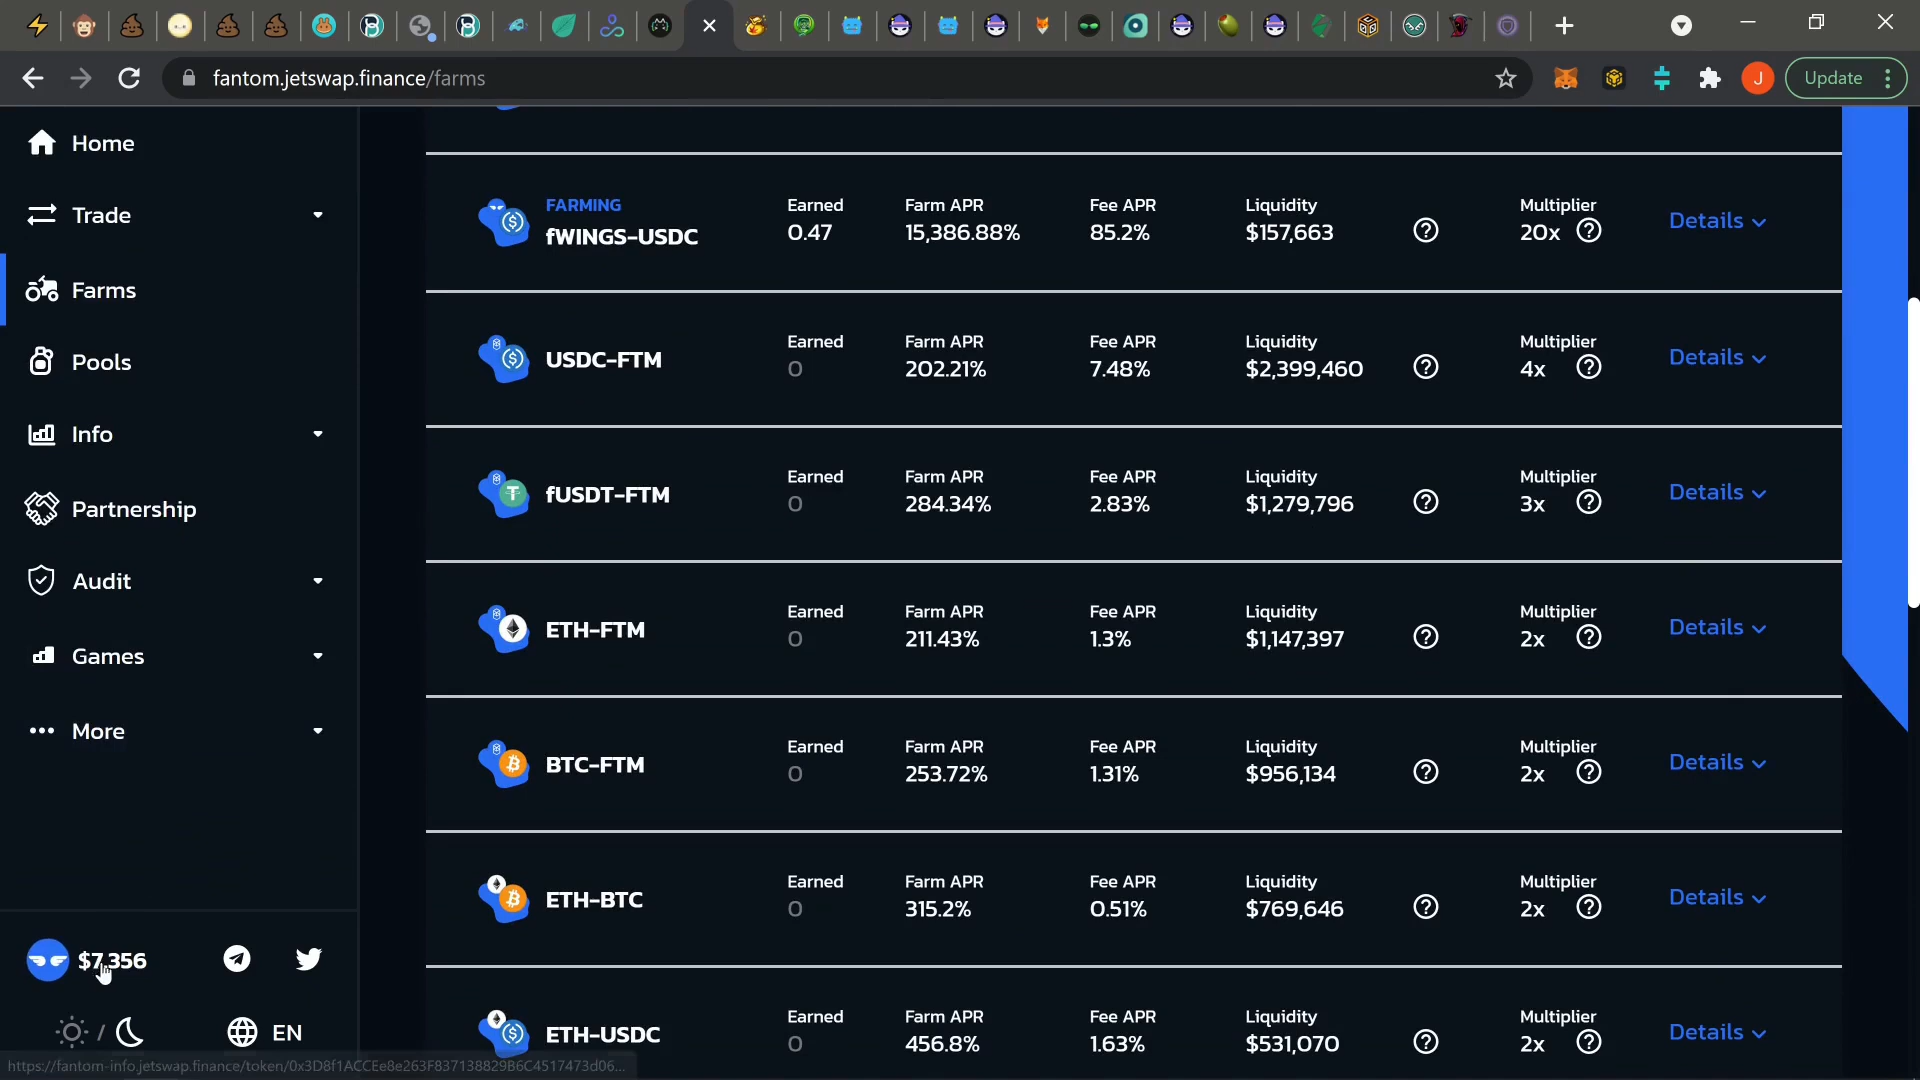 fantom.jetswap.finance/farms
J
Update
Home
Trade
Farms
Pools
Info
Partnership
Audit
Games
More
$7.356
/
EN
FARMING
fWINGS-USDC
Earned
0.47
Farm APR
15,386.88%
Fee APR
85.2%
Liquidity
$157,663
Multiplier
20x
Details
USDC-FTM
Earned
0
Farm APR
202.21%
Fee APR
7.48%
Liquidity
$2,399,460
Multiplier
4x
Details
fUSDT-FTM
Earned
0
Farm APR
284.34%
Fee APR
2.83%
Liquidity
$1,279,796
Multiplier
3x
Details
ETH-FTM
Earned
0
Farm APR
211.43%
Fee APR
1.3%
Liquidity
$1,147,397
Multiplier
2x
Details
BTC-FTM
Earned
0
Farm APR
253.72%
Fee APR
1.31%
Liquidity
$956,134
Multiplier
2x
Details
ETH-BTC
Earned
0
Farm APR
315.2%
Fee APR
0.51%
Liquidity
$769,646
Multiplier
2x
Details
ETH-USDC
Earned
0
Farm APR
456.8%
Fee APR
1.63%
Liquidity
$531,070
Multiplier
2x
Details
https://fantom-info.jetswap.finance/token/0x3D8f1ACCEe8e263F837138829B6C4517473d06...